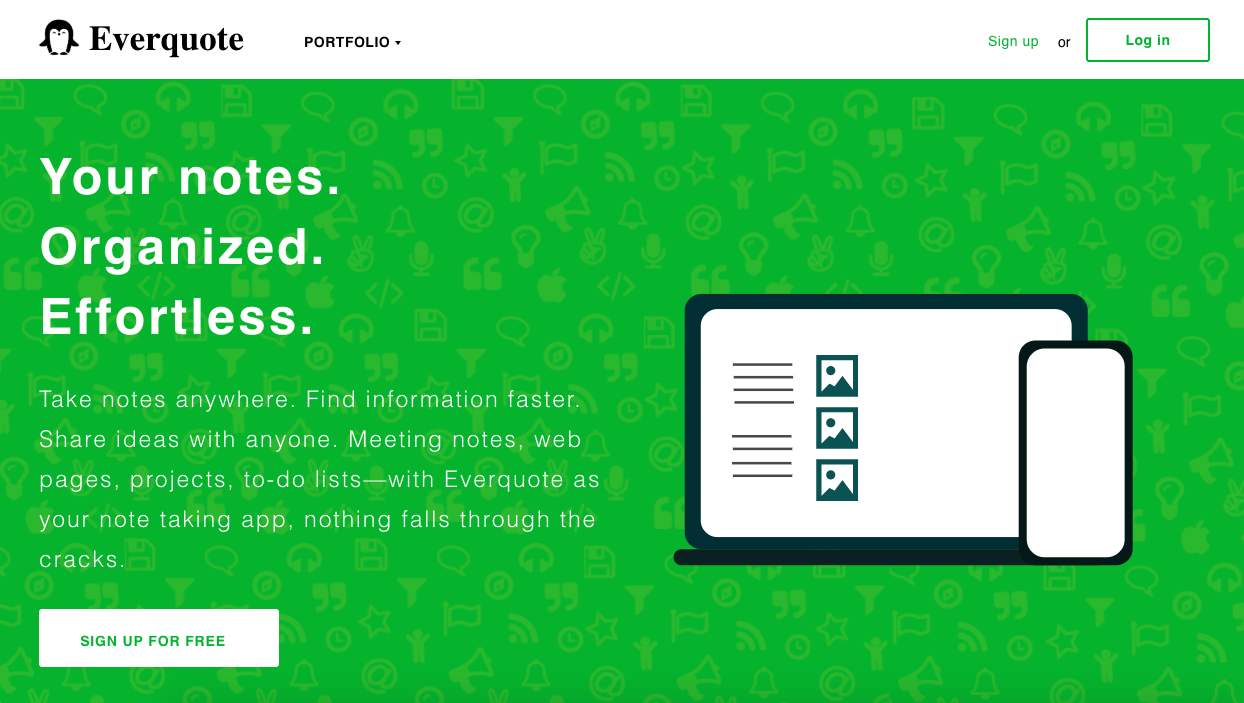 Everquote
PORTFOLIO
Sign up or Log in
Your notes.
Organized.
Effortless.
Take notes anywhere. Find information faster.
Share ideas with anyone. Meeting notes, web
pages, projects, to-do lists—with Everquote as
your note taking app, nothing falls through the
cracks.
SIGN UP FOR FREE